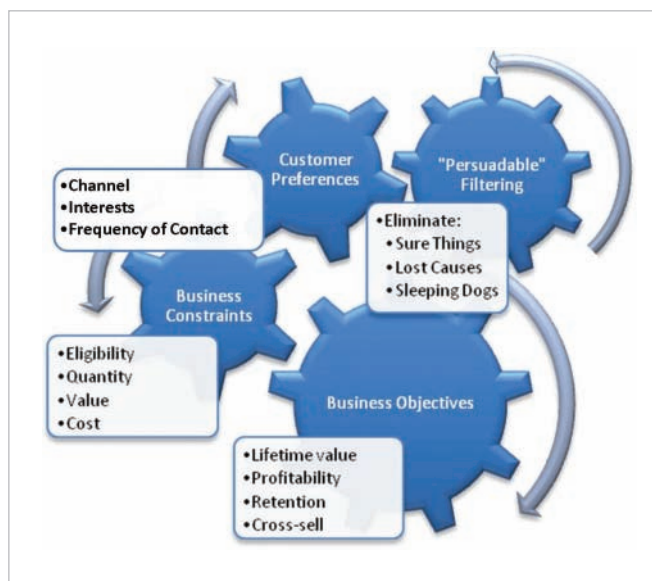 Customer
Preferences
"Persuadable"
Filtering
•Channel
•Interests
•Frequency of Contact
•Eliminate:
•Sure Things
•Lost Causes
•Sleeping Dogs
Business
Constraints
•Eligibility
•Quantity
•Value
•Cost
Business Objectives
•Lifetime value
•Profitability
•Retention
•Cross-sell